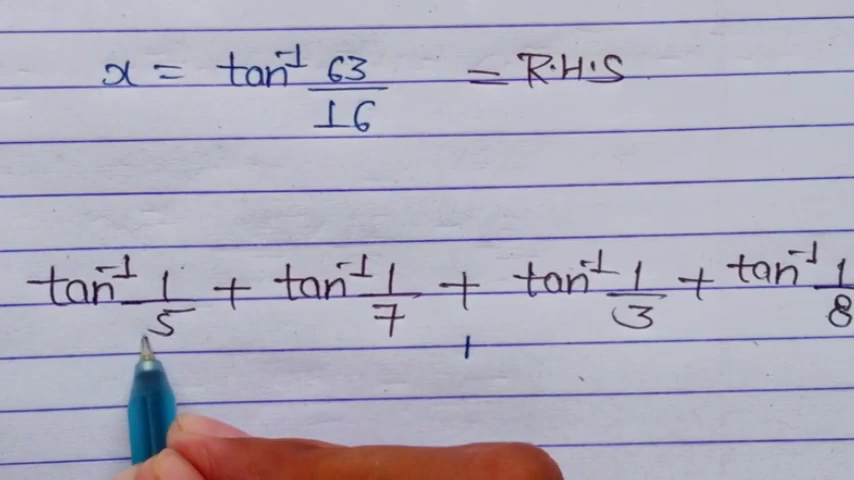 x = tan⁻¹ 63/16 = R.H.S
tan⁻¹ 1/5 + tan⁻¹ 1/7 + tan⁻¹ 1/3 + tan⁻¹ 1/8